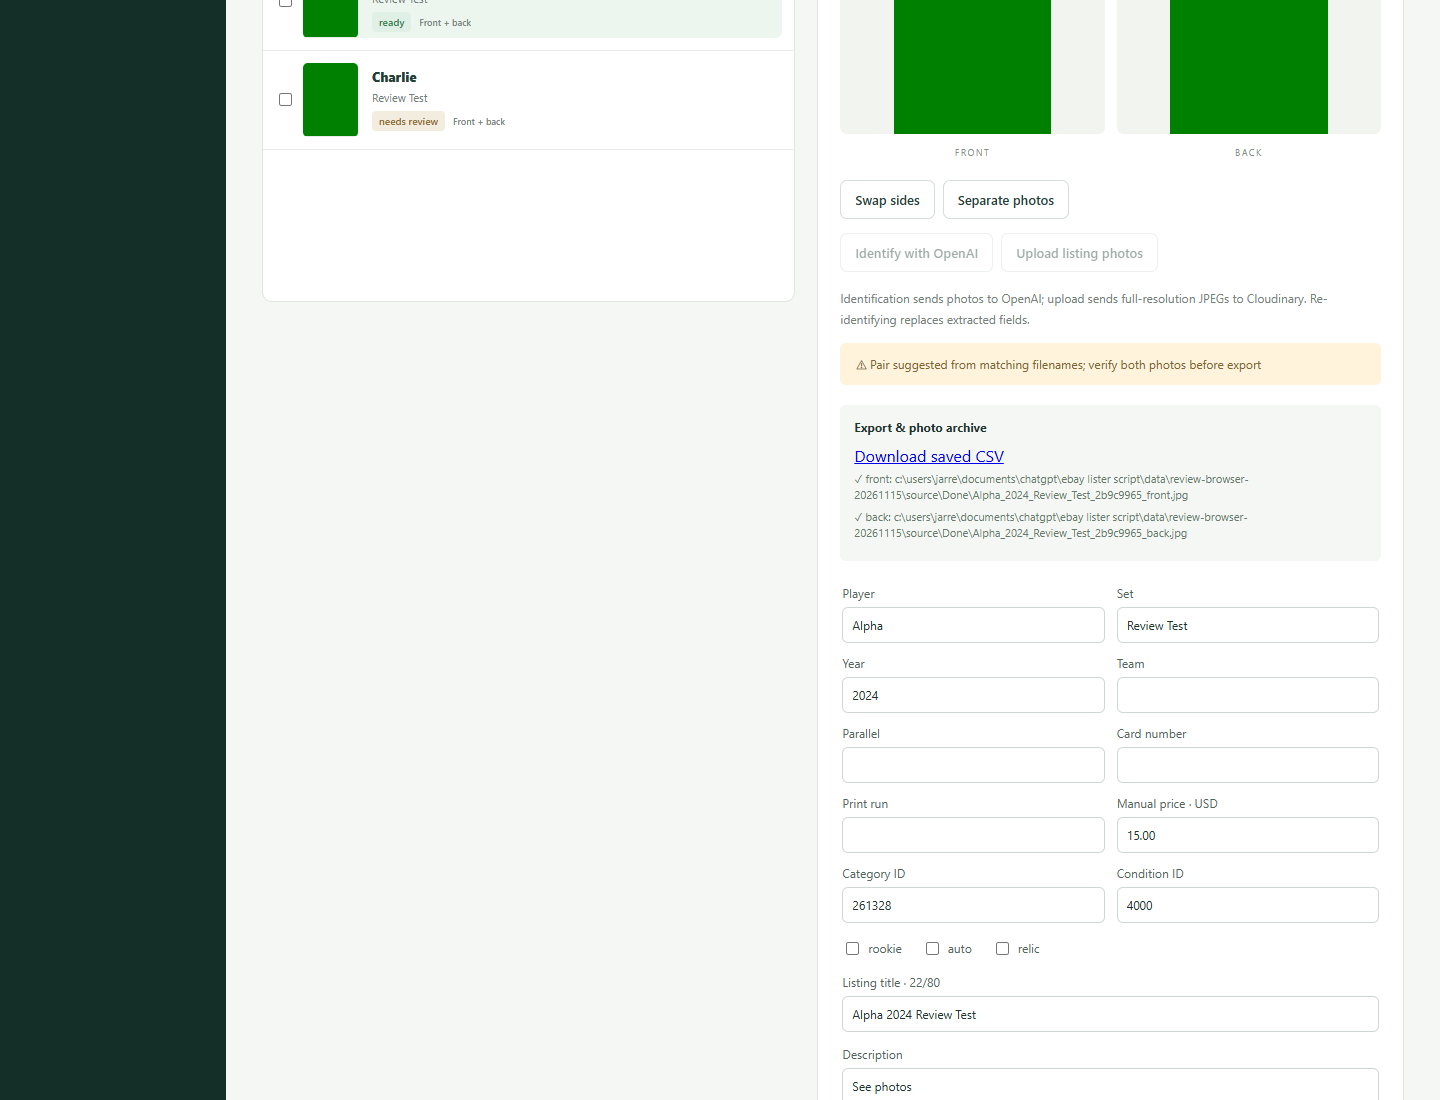 Review Test
ready Front + back
Charlie
Review Test
needs review Front + back
FRONT BACK
Swap sides Separate photos
Identify with OpenAI Upload listing photos
Identification sends photos to OpenAI; upload sends full-resolution JPEGs to Cloudinary. Re-
identifying replaces extracted fields.
⚠ Pair suggested from matching filenames; verify both photos before export
Export & photo archive
Download saved CSV
✓ front: c:\users\jarre\documents\chatgpt\ebay lister script\data\review-browser-
20261115\source\Done\Alpha_2024_Review_Test_2b9c9965_front.jpg
✓ back: c:\users\jarre\documents\chatgpt\ebay lister script\data\review-browser-
20261115\source\Done\Alpha_2024_Review_Test_2b9c9965_back.jpg
Player Set
Alpha Review Test
Year Team
2024
Parallel Card number
Print run Manual price · USD
15.00
Category ID Condition ID
261328 4000
rookie auto relic
Listing title · 22/80
Alpha 2024 Review Test
Description
See photos